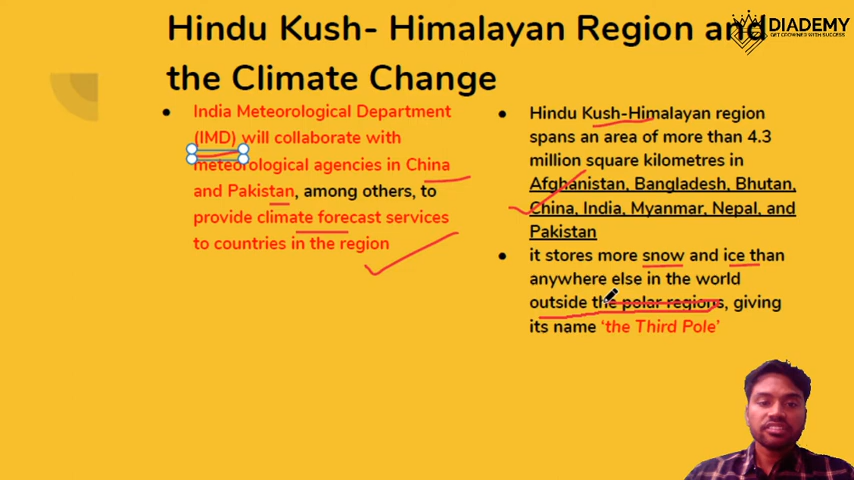 Hindu Kush- Himalayan Region and
the Climate Change
DIADEMY
GET CROWNED WITH SUCCESS
India Meteorological Department
(IMD) will collaborate with
meteorological agencies in China
and Pakistan, among others, to
provide climate forecast services
to countries in the region
Hindu Kush-Himalayan region
spans an area of more than 4.3
million square kilometres in
Afghanistan, Bangladesh, Bhutan,
China, India, Myanmar, Nepal, and
Pakistan
it stores more snow and ice than
anywhere else in the world
outside the polar regions, giving
its name ‘the Third Pole’